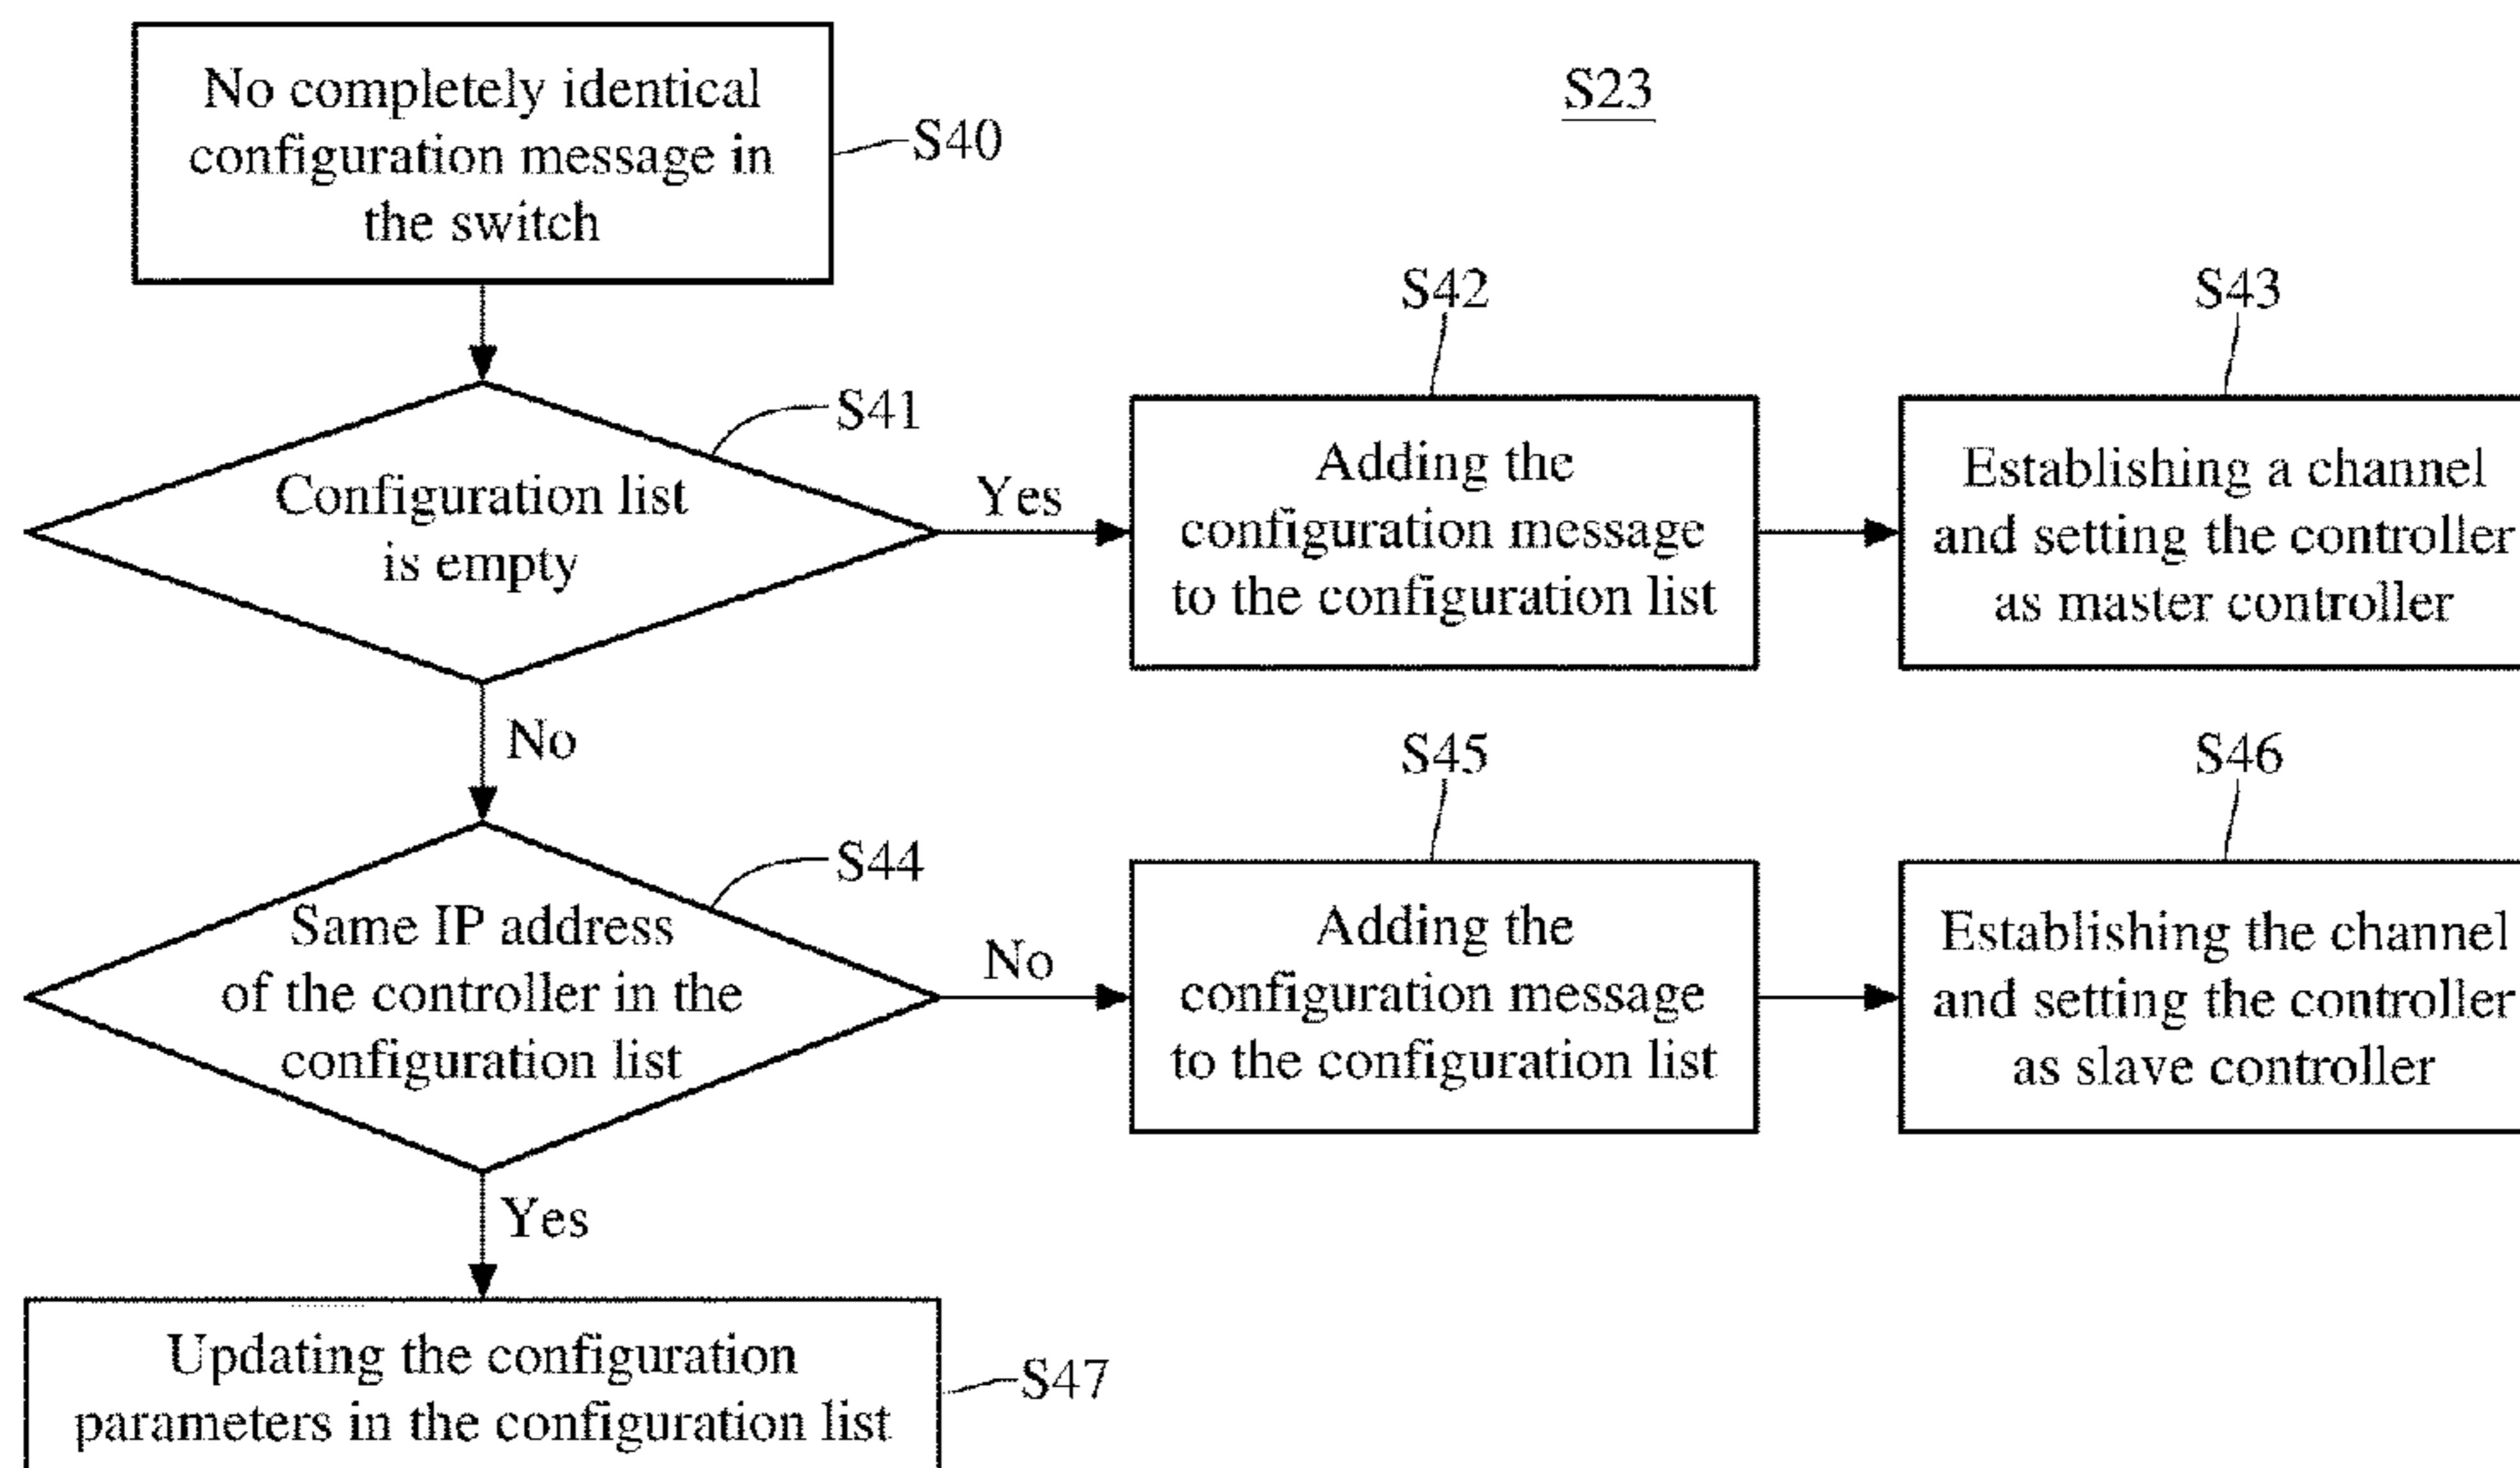 No completely identical
configuration message in
the switch
S40
S23
S41
Configuration list
is empty
Yes
S42
Adding the
configuration message
to the configuration list
S43
Establishing a channel
and setting the controller
as master controller
No
S44
Same IP address
of the controller in the
configuration list
No
S45
Adding the
configuration message
to the configuration list
S46
Establishing the channel
and setting the controller
as slave controller
Yes
Updating the configuration
parameters in the configuration list
S47